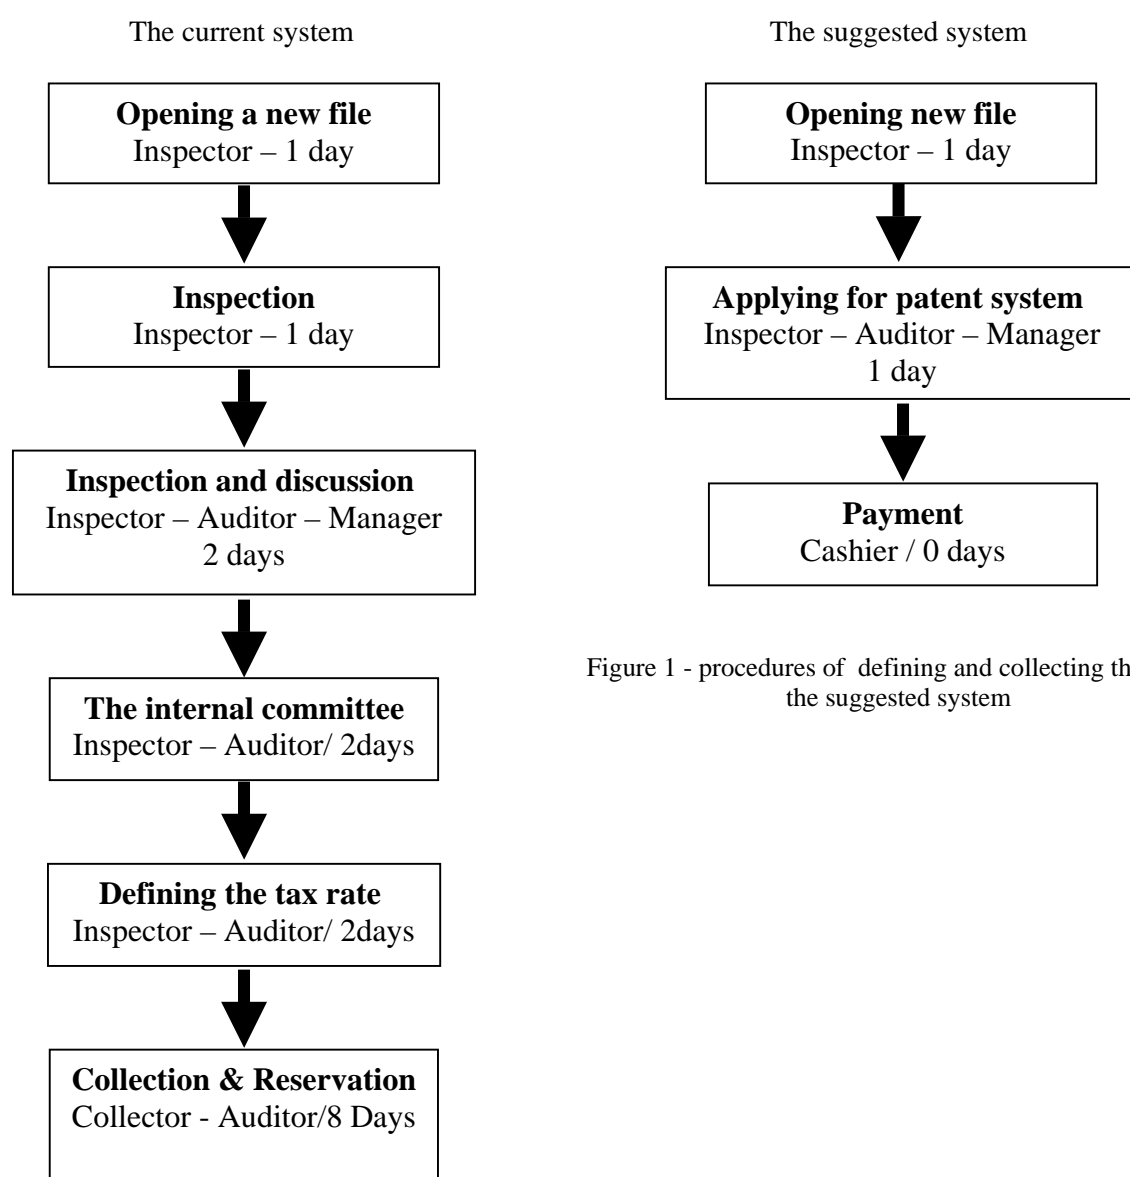 The current system
Opening a new file
Inspector – 1 day
Inspection
Inspector – 1 day
Inspection and discussion
Inspector – Auditor – Manager
2 days
The internal committee
Inspector – Auditor/ 2days
Defining the tax rate
Inspector – Auditor/ 2days
Collection & Reservation
Collector - Auditor/8 Days
The suggested system
Opening new file
Inspector – 1 day
Applying for patent system
Inspector – Auditor – Manager
1 day
Payment
Cashier / 0 days
Figure 1 - procedures of  defining and collecting
the suggested system